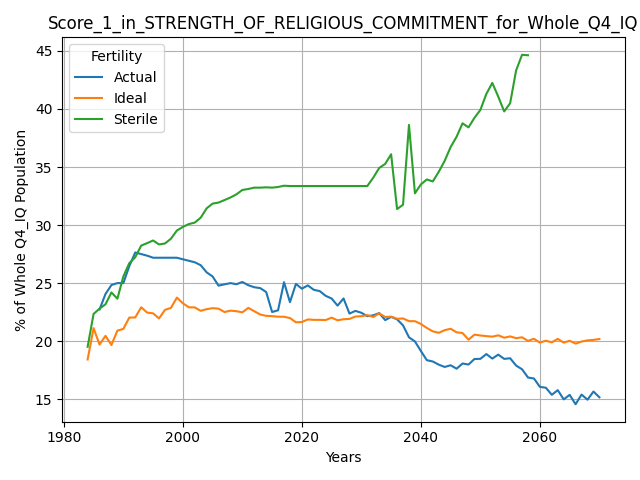 Score_1_in_STRENGTH_OF_RELIGIOUS_COMMITMENT_for_Whole_Q4_IQ
Fertility
Actual
Ideal
Sterile
% of Whole Q4_IQ Population
45
40
35
30
25
20
15
1980
2000
2020
2040
2060
Years